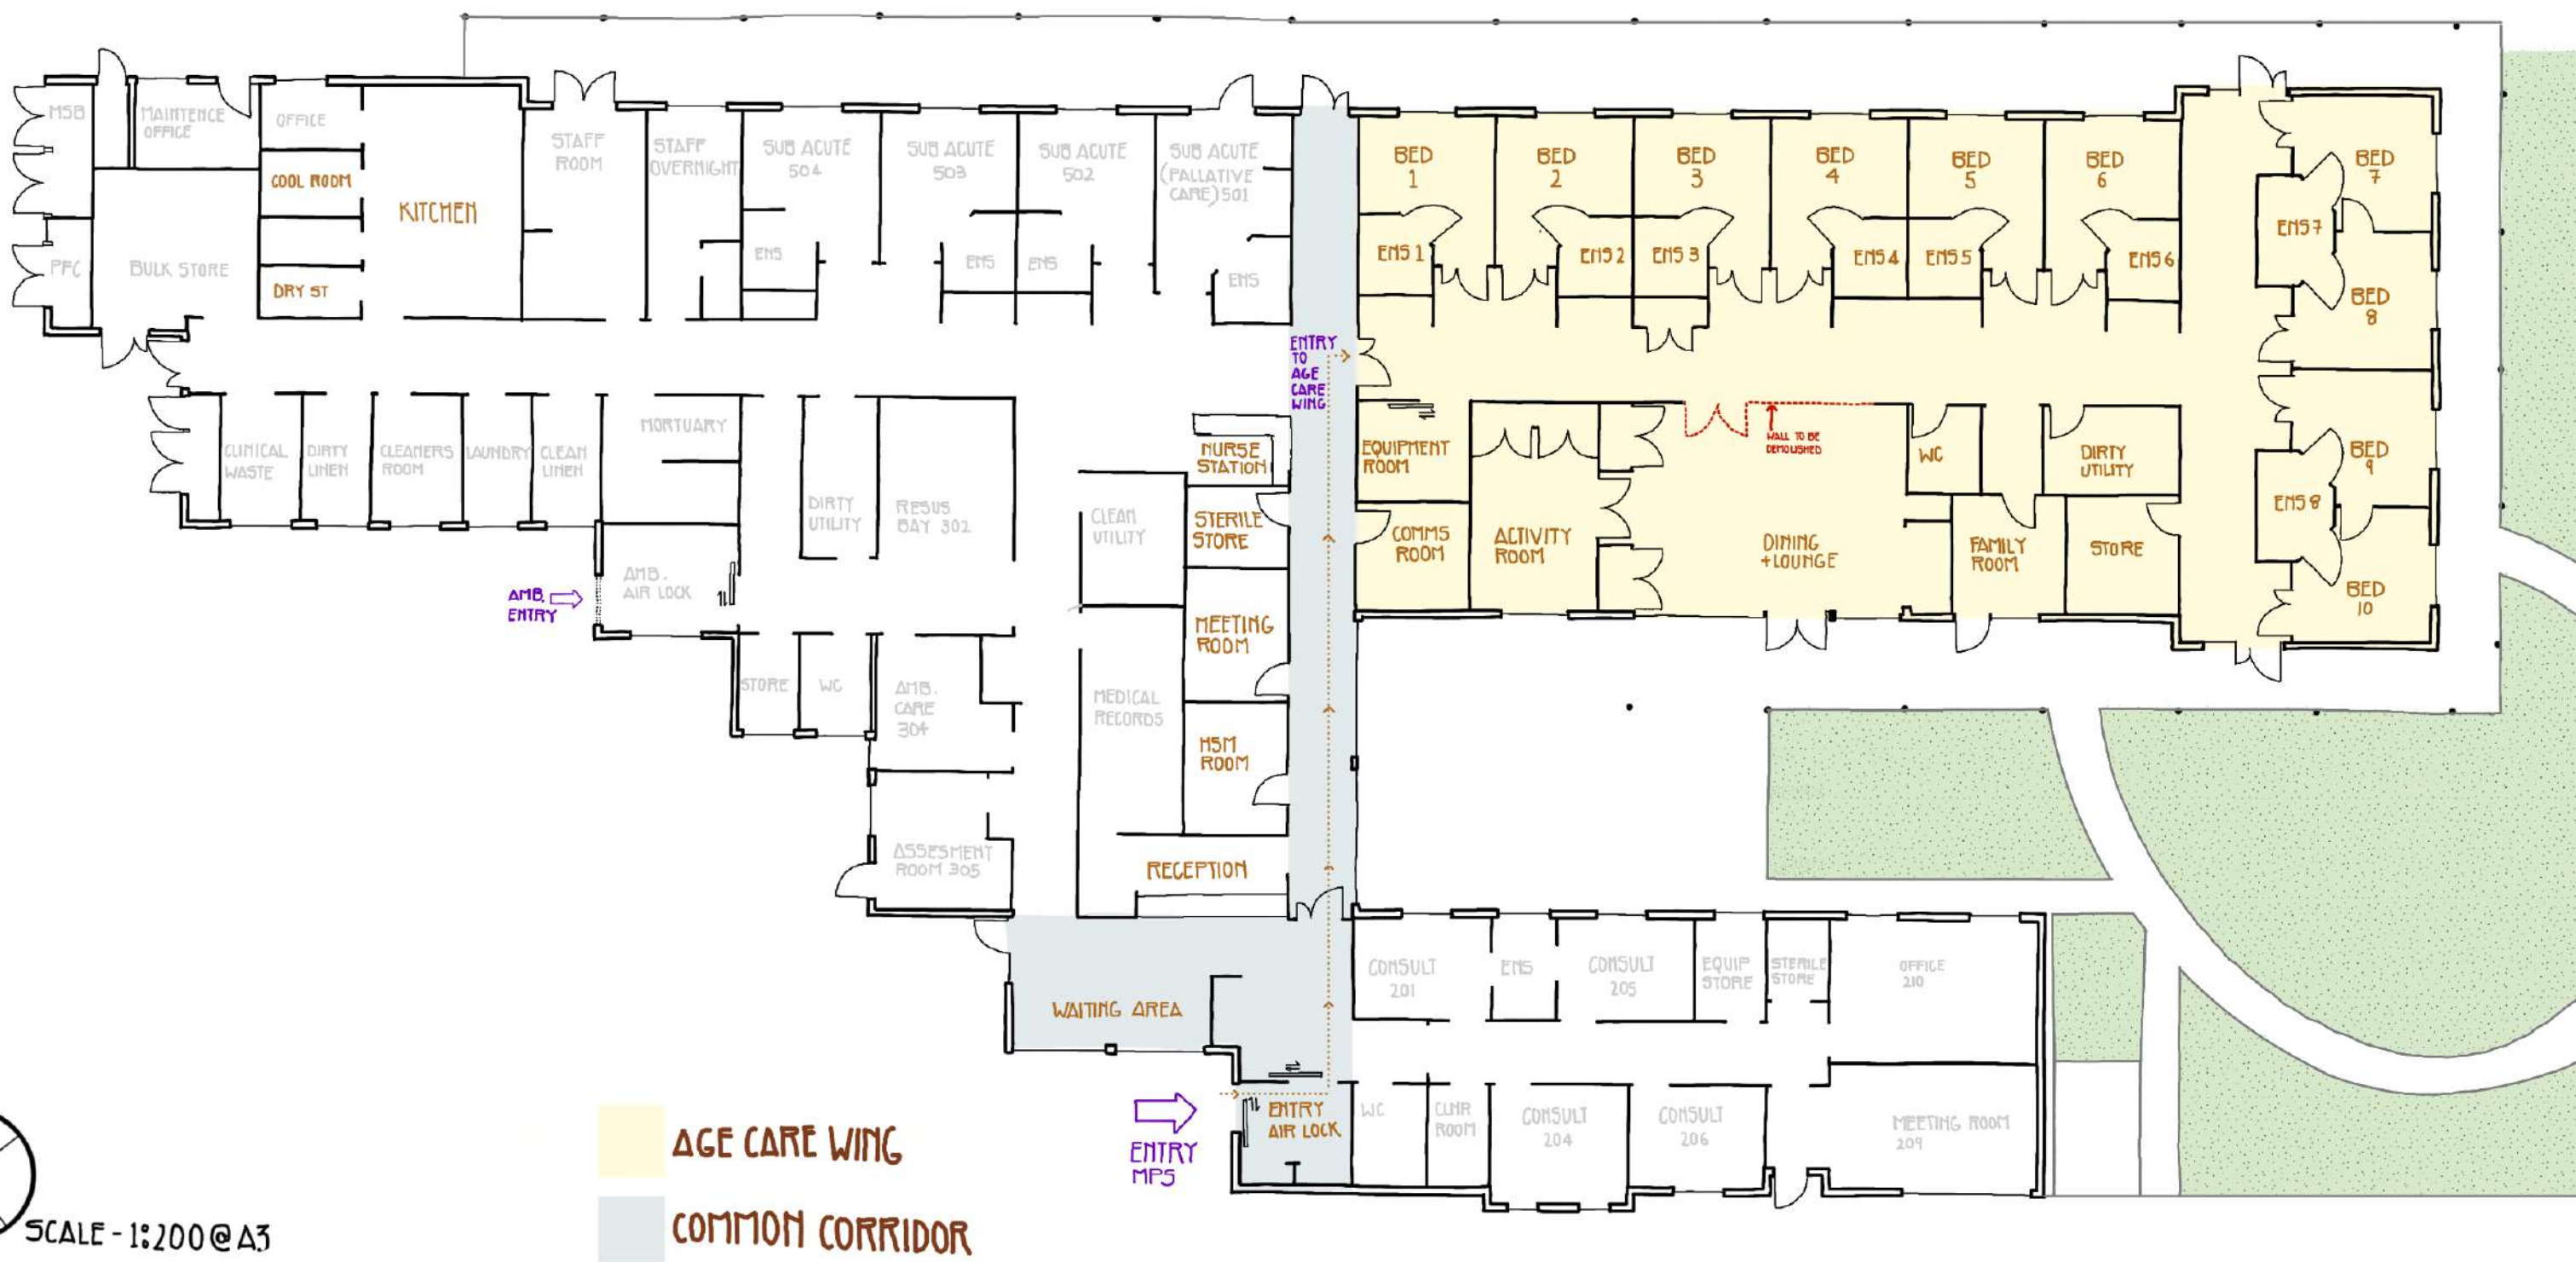 MSB
MAINTENCE
OFFICE
OFFICE
COOL ROOM
KITCHEN
PFC
BULK STORE
DRY ST
STAFF
ROOM
STAFF
OVERNIGHT
SUB ACUTE
504
ENS
SUB ACUTE
503
ENS
SUB ACUTE
502
ENS
SUB ACUTE
(PALLATIVE
CARE) 501
ENS
BED
1
ENS 1
BED
2
ENS 2
BED
3
ENS 3
BED
4
ENS 4
BED
5
ENS 5
BED
6
ENS 6
BED
7
ENS 7
BED
8
BED
9
ENS 8
BED
10
ENTRY
TO
AGE
CARE
WING
CLINICAL
WASTE
DIRTY
LINEN
CLEANERS
ROOM
LAUNDRY
CLEAN
LINEN
MORTUARY
DIRTY
UTILITY
RESUS
BAY 302
CLEAN
UTILITY
NURSE
STATION
STERILE
STORE
EQUIPMENT
ROOM
COMMS
ROOM
ACTIVITY
ROOM
WALL TO BE
DEMOLISHED
DINING
+LOUNGE
WC
DIRTY
UTILITY
FAMILY
ROOM
STORE
AMB.
ENTRY
AMB.
AIR LOCK
MEETING
ROOM
STORE
WC
AMB.
CARE
304
MEDICAL
RECORDS
HSM
ROOM
ASSESMENT
ROOM 305
RECEPTION
WAITING AREA
CONSULT
201
ENS
CONSULT
205
EQUIP
STORE
STERILE
STORE
OFFICE
210
ENTRY
MPS
ENTRY
AIR LOCK
WC
CLNR
ROOM
CONSULT
204
CONSULT
206
MEETING ROOM
209
AGE CARE WING
COMMON CORRIDOR
SCALE - 1:200 @ A3